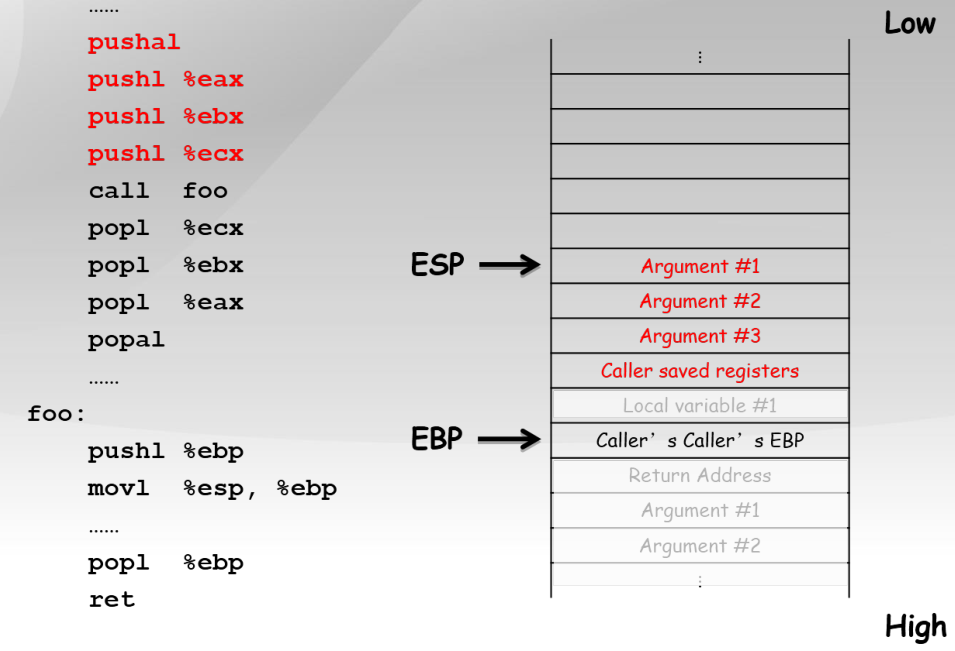 ……
pushal
pushl %eax
pushl %ebx
pushl %ecx
call foo
popl %ecx
popl %ebx
popl %eax
popal
……
foo:
pushl %ebp
movl %esp, %ebp
……
popl %ebp
ret
Low
⋮
ESP
Argument #1
Argument #2
Argument #3
Caller saved registers
Local variable #1
EBP
Caller’s Caller’s EBP
Return Address
Argument #1
Argument #2
⋮
High